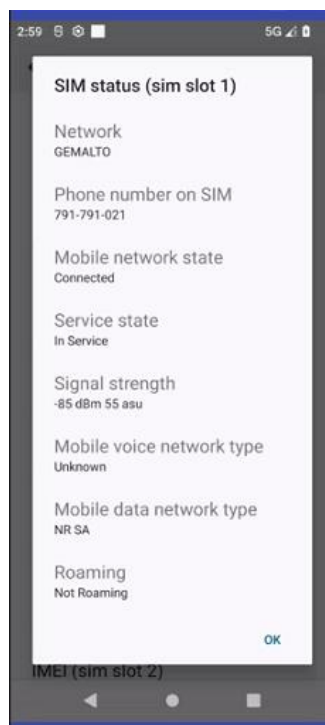 2:59 5G
SIM status (sim slot 1)
Network
GEMALTO
Phone number on SIM
791-791-021
Mobile network state
Connected
Service state
In Service
Signal strength
-85 dBm 55 asu
Mobile voice network type
Unknown
Mobile data network type
NR SA
Roaming
Not Roaming
OK
IMEI (sim slot 2)